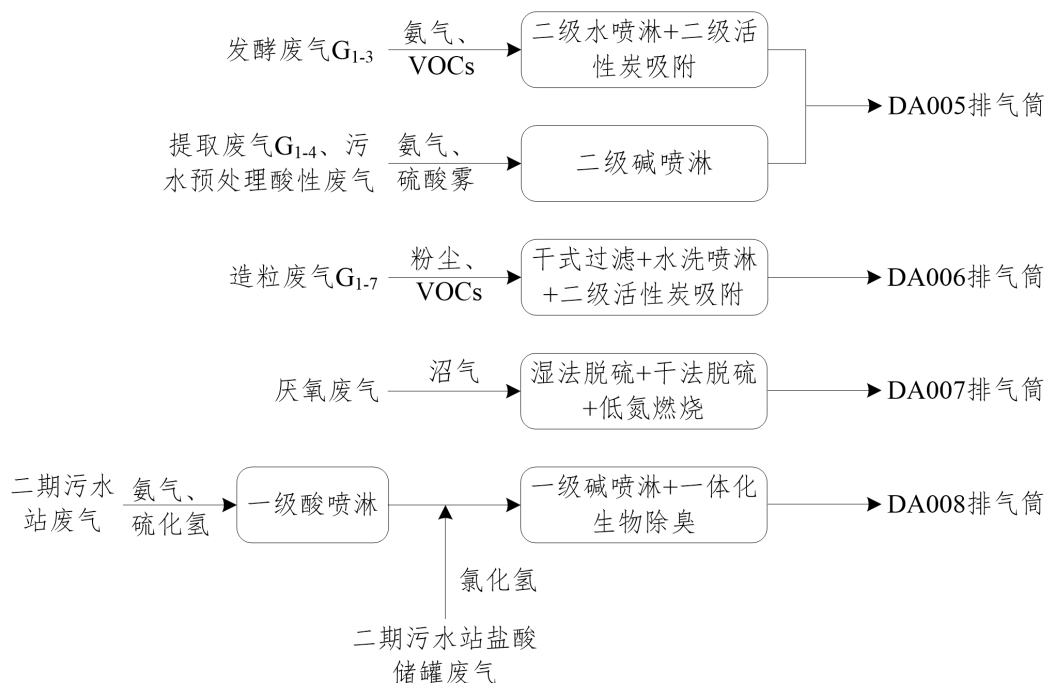 发酵废气G1-3
氨气、
VOCs
二级水喷淋+二级活
性炭吸附
DA005排气筒
提取废气G1-4、污
水预处理酸性废气
氨气、
硫酸雾
二级碱喷淋
造粒废气G1-7
粉尘、
VOCs
干式过滤+水洗喷淋
+二级活性炭吸附
DA006排气筒
厌氧废气
沼气
湿法脱硫+干法脱硫
+低氮燃烧
DA007排气筒
二期污水
站废气
氨气、
硫化氢
一级酸喷淋
一级碱喷淋+一体化
生物除臭
DA008排气筒
氯化氢
二期污水站盐酸
储罐废气